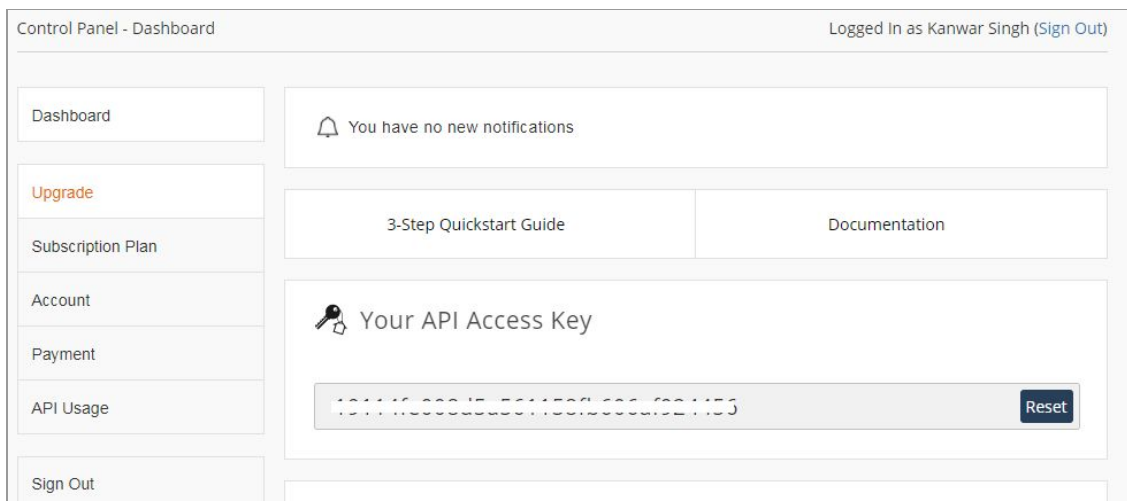 Control Panel - Dashboard
Logged In as Kanwar Singh (Sign Out)
Dashboard
Upgrade
Subscription Plan
Account
Payment
API Usage
Sign Out
You have no new notifications
3-Step Quickstart Guide
Documentation
Your API Access Key
Reset